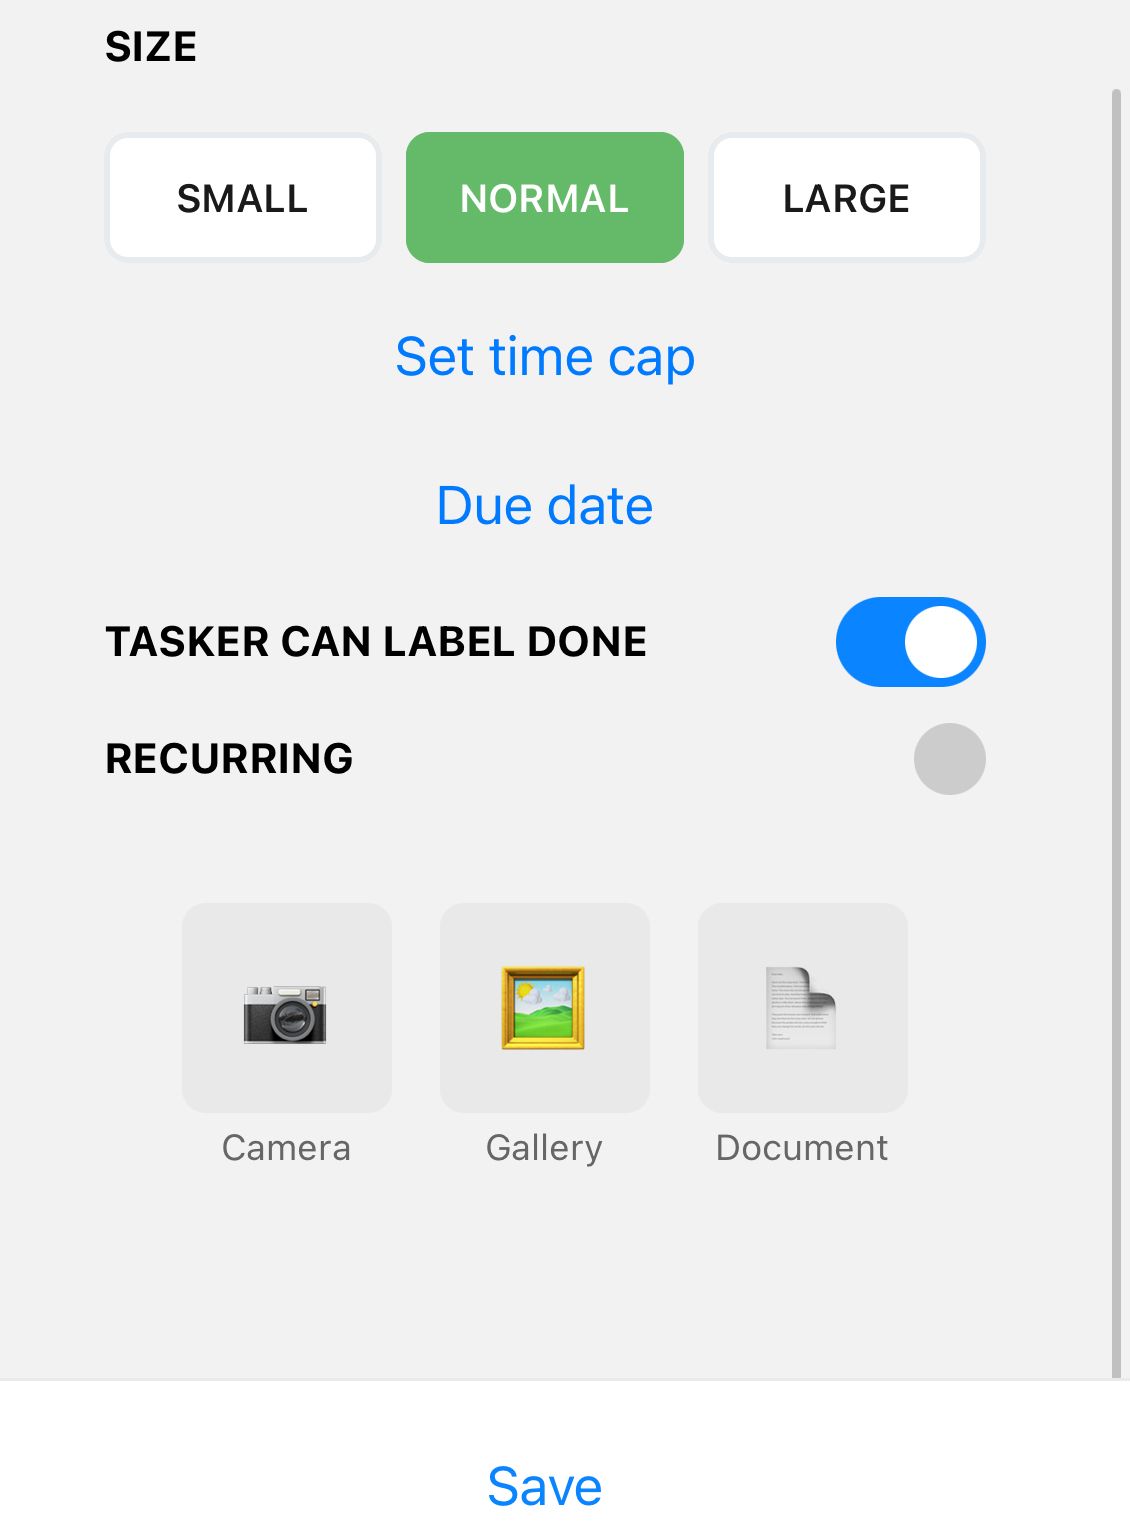 SIZE
SMALL NORMAL LARGE
Set time cap
Due date
TASKER CAN LABEL DONE
RECURRING
Camera Gallery Document
Save